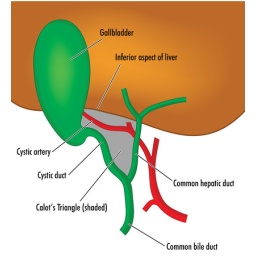 Gallbladder
Inferior aspect of liver
Cystic artery
Cystic duct
Common hepatic duct
Calot's Triangle (shaded)
Common bile duct